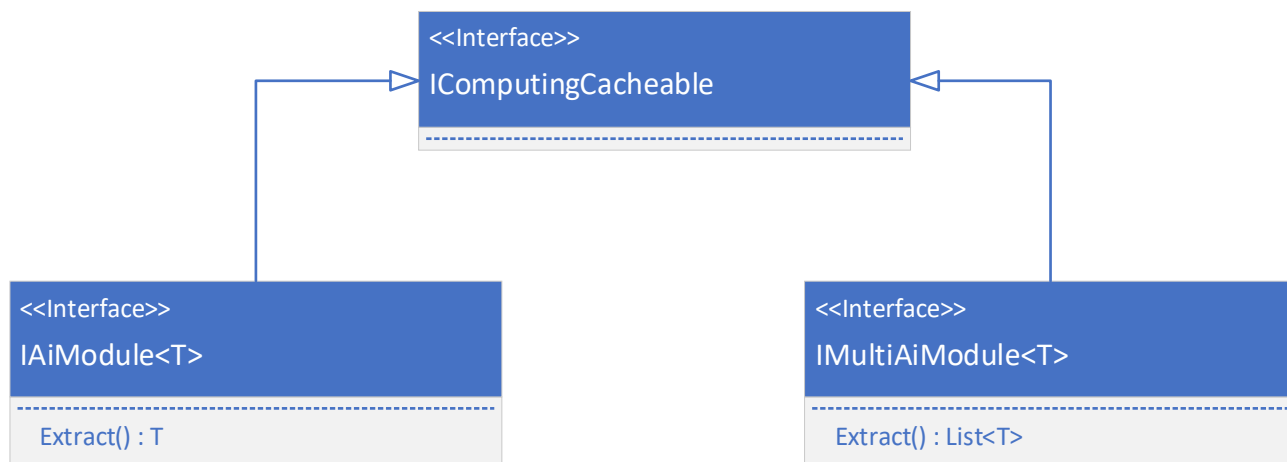 <<Interface>>
IComputingCacheable
<<Interface>>
IAiModule<T>
Extract() : T
<<Interface>>
IMultiAiModule<T>
Extract() : List<T>